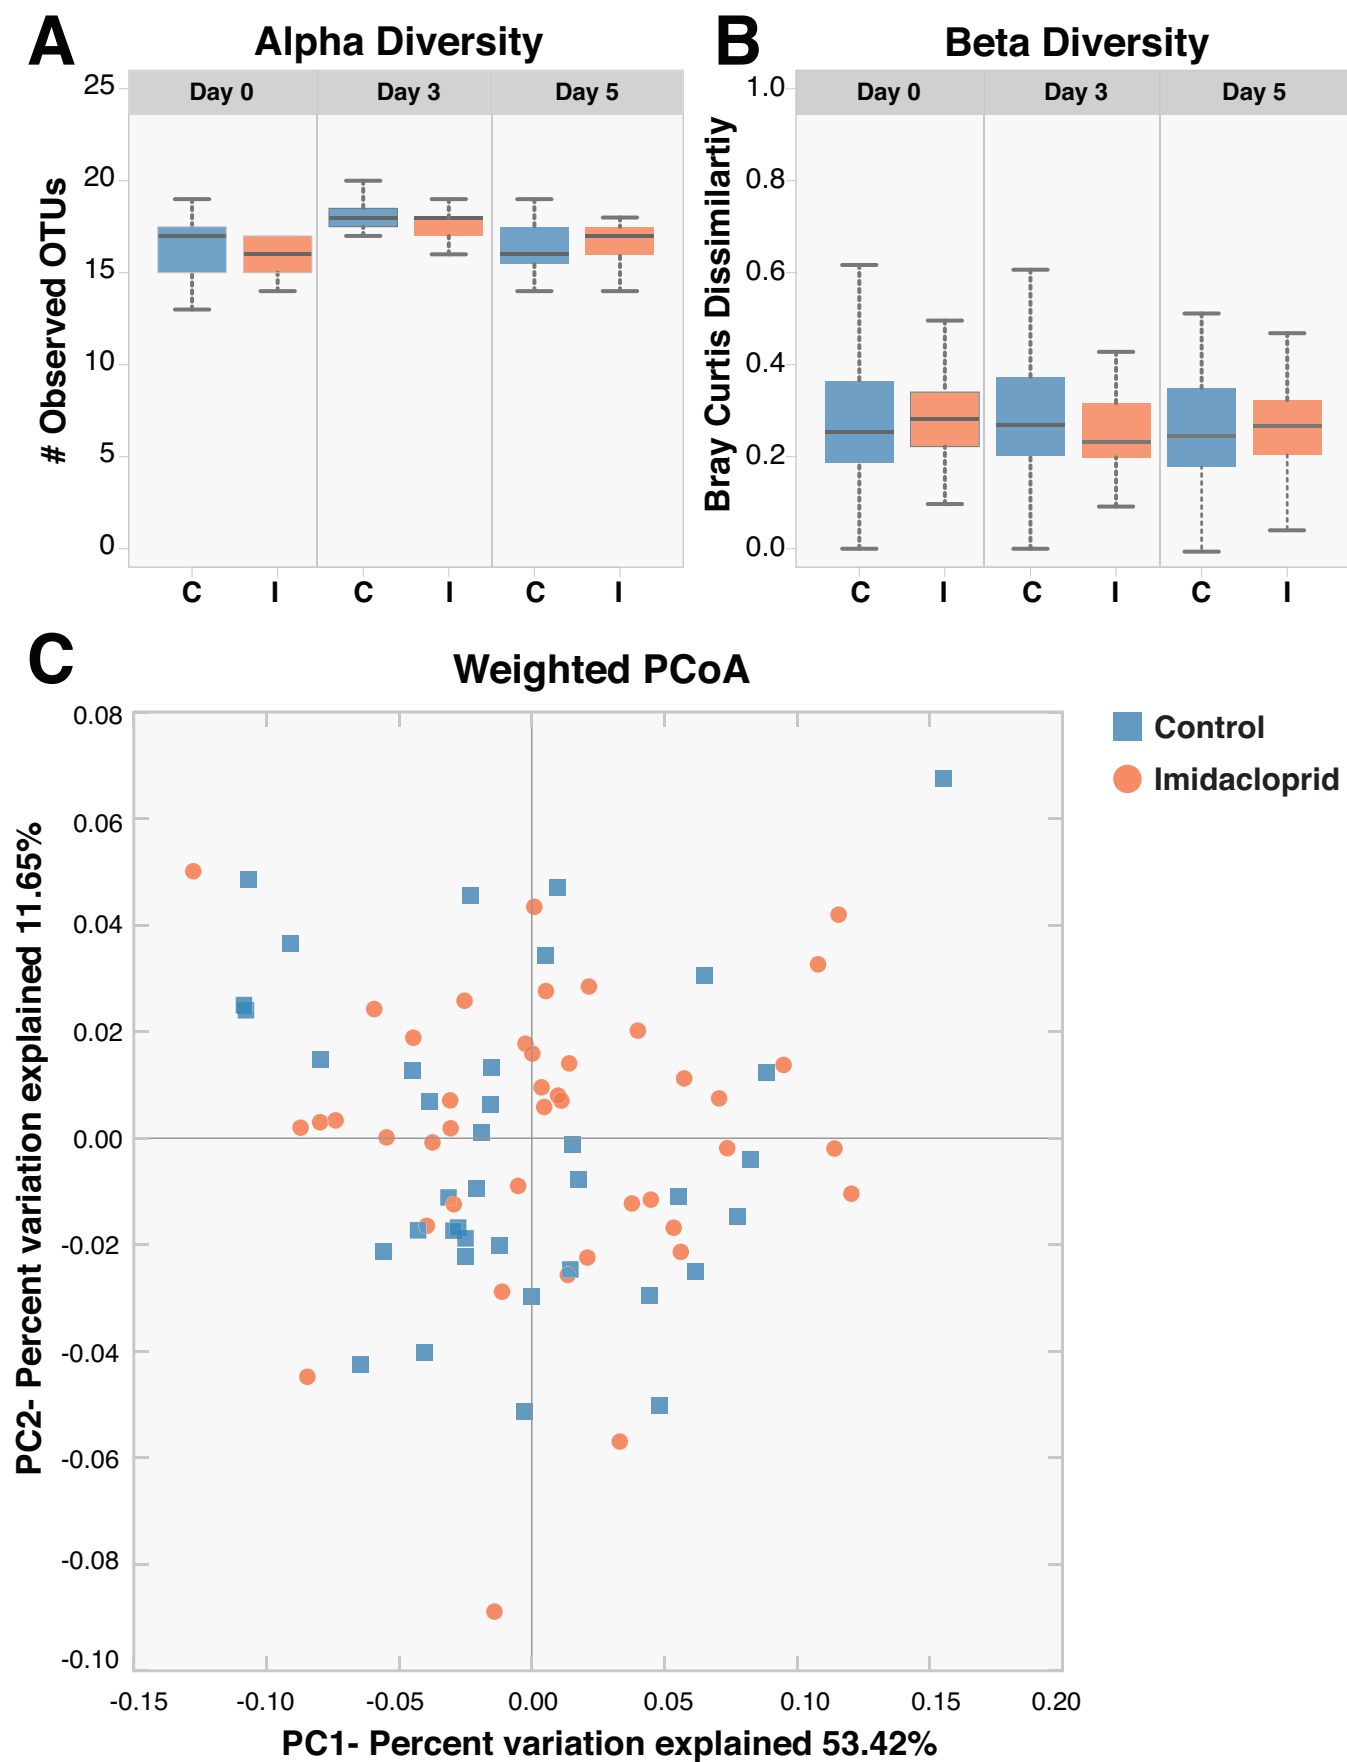 A
Alpha Diversity
# Observed OTUs
25
20
15
10
5
0
Day 0
Day 3
Day 5
C
I
C
I
C
I
B
Beta Diversity
Bray Curtis Dissimilartiy
1.0
0.8
0.6
0.4
0.2
0.0
Day 0
Day 3
Day 5
C
I
C
I
C
I
C
Weighted PCoA
PC2- Percent variation explained 11.65%
0.08
0.06
0.04
0.02
0.00
-0.02
-0.04
-0.06
-0.08
-0.10
-0.15
-0.10
-0.05
0.00
0.05
0.10
0.15
0.20
PC1- Percent variation explained 53.42%
Control
Imidacloprid